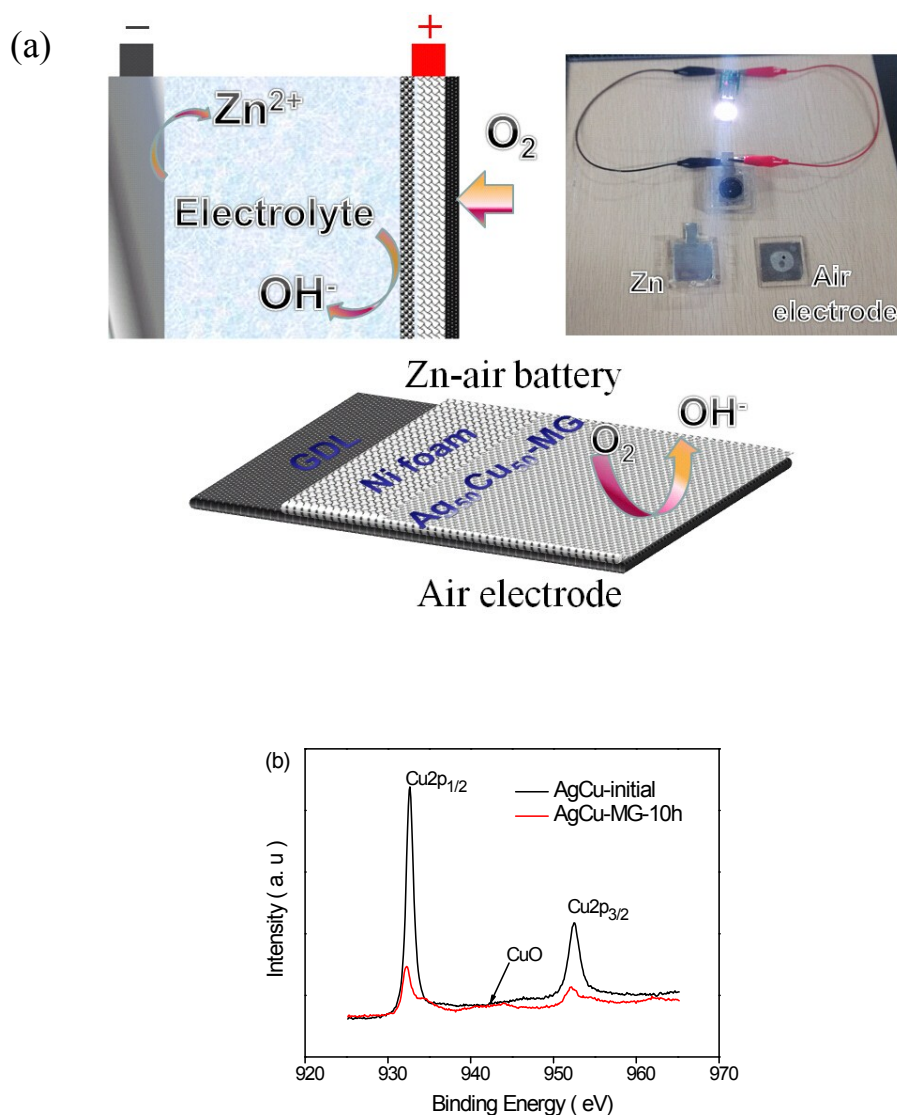 (a)
− +
Zn²⁺
O₂
Electrolyte
OH⁻
Zn
Air
electrode
Zn-air battery
GDL
Ni foam
Ag₅₀Cu₅₀-MG
O₂
OH⁻
Air electrode
(b)
Cu2p₁/₂
AgCu-initial
AgCu-MG-10h
Cu2p₃/₂
CuO
Intensity ( a. u )
920 930 940 950 960 970
Binding Energy ( eV)